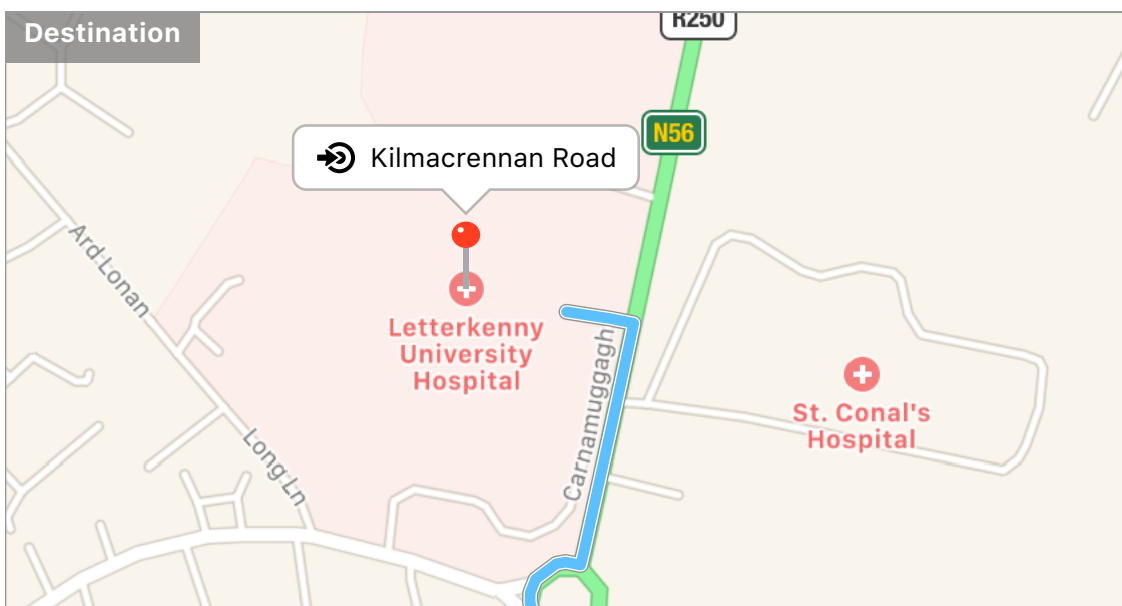 Destination
R250
N56
Kilmacrennan Road
Ard Lonan
Letterkenny
University
Hospital
Carnamuggagh
St. Conal's
Hospital
Long Ln